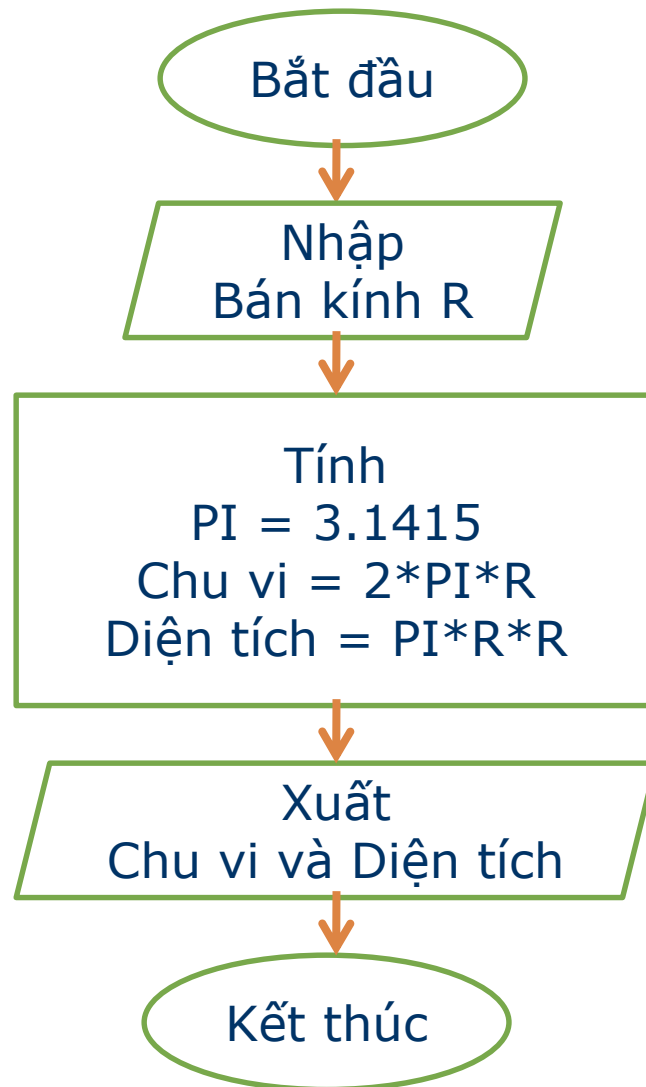 Bắt đầu
Nhập
Bán kính R
Tính
PI = 3.1415
Chu vi = 2*PI*R
Diện tích = PI*R*R
Xuất
Chu vi và Diện tích
Kết thúc